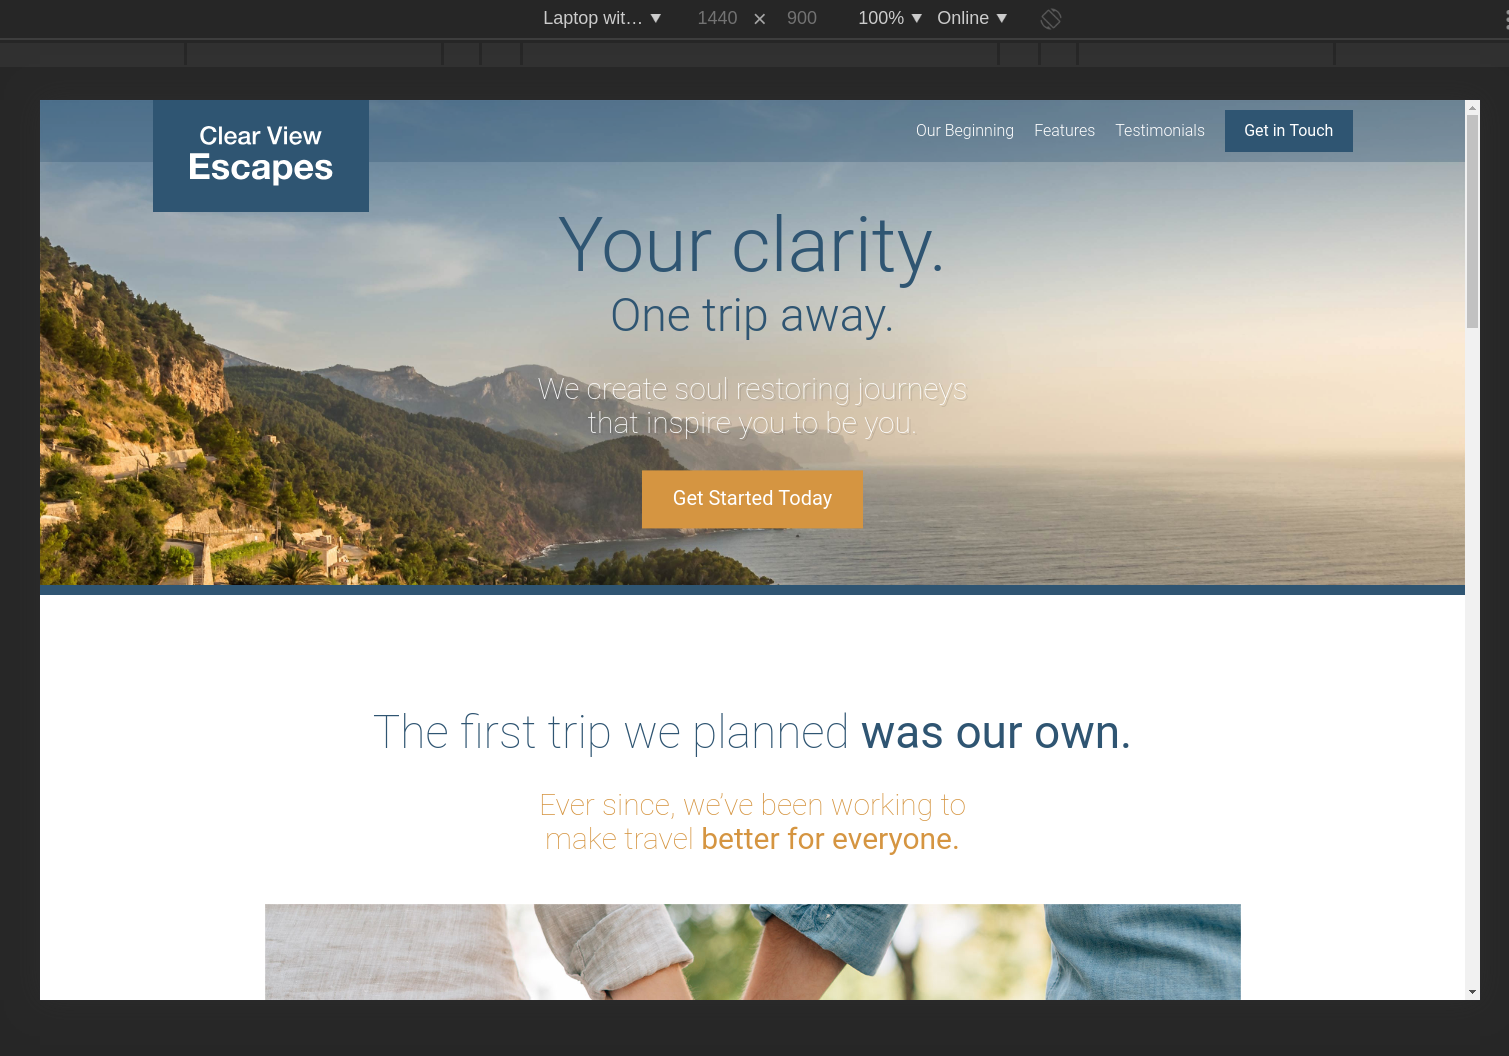 Laptop wit… ▼ 1440 × 900 100% ▼ Online ▼
Clear View
Escapes
Our Beginning Features Testimonials Get in Touch
Your clarity.
One trip away.
We create soul restoring journeys
that inspire you to be you.
Get Started Today
The first trip we planned was our own.
Ever since, we’ve been working to
make travel better for everyone.